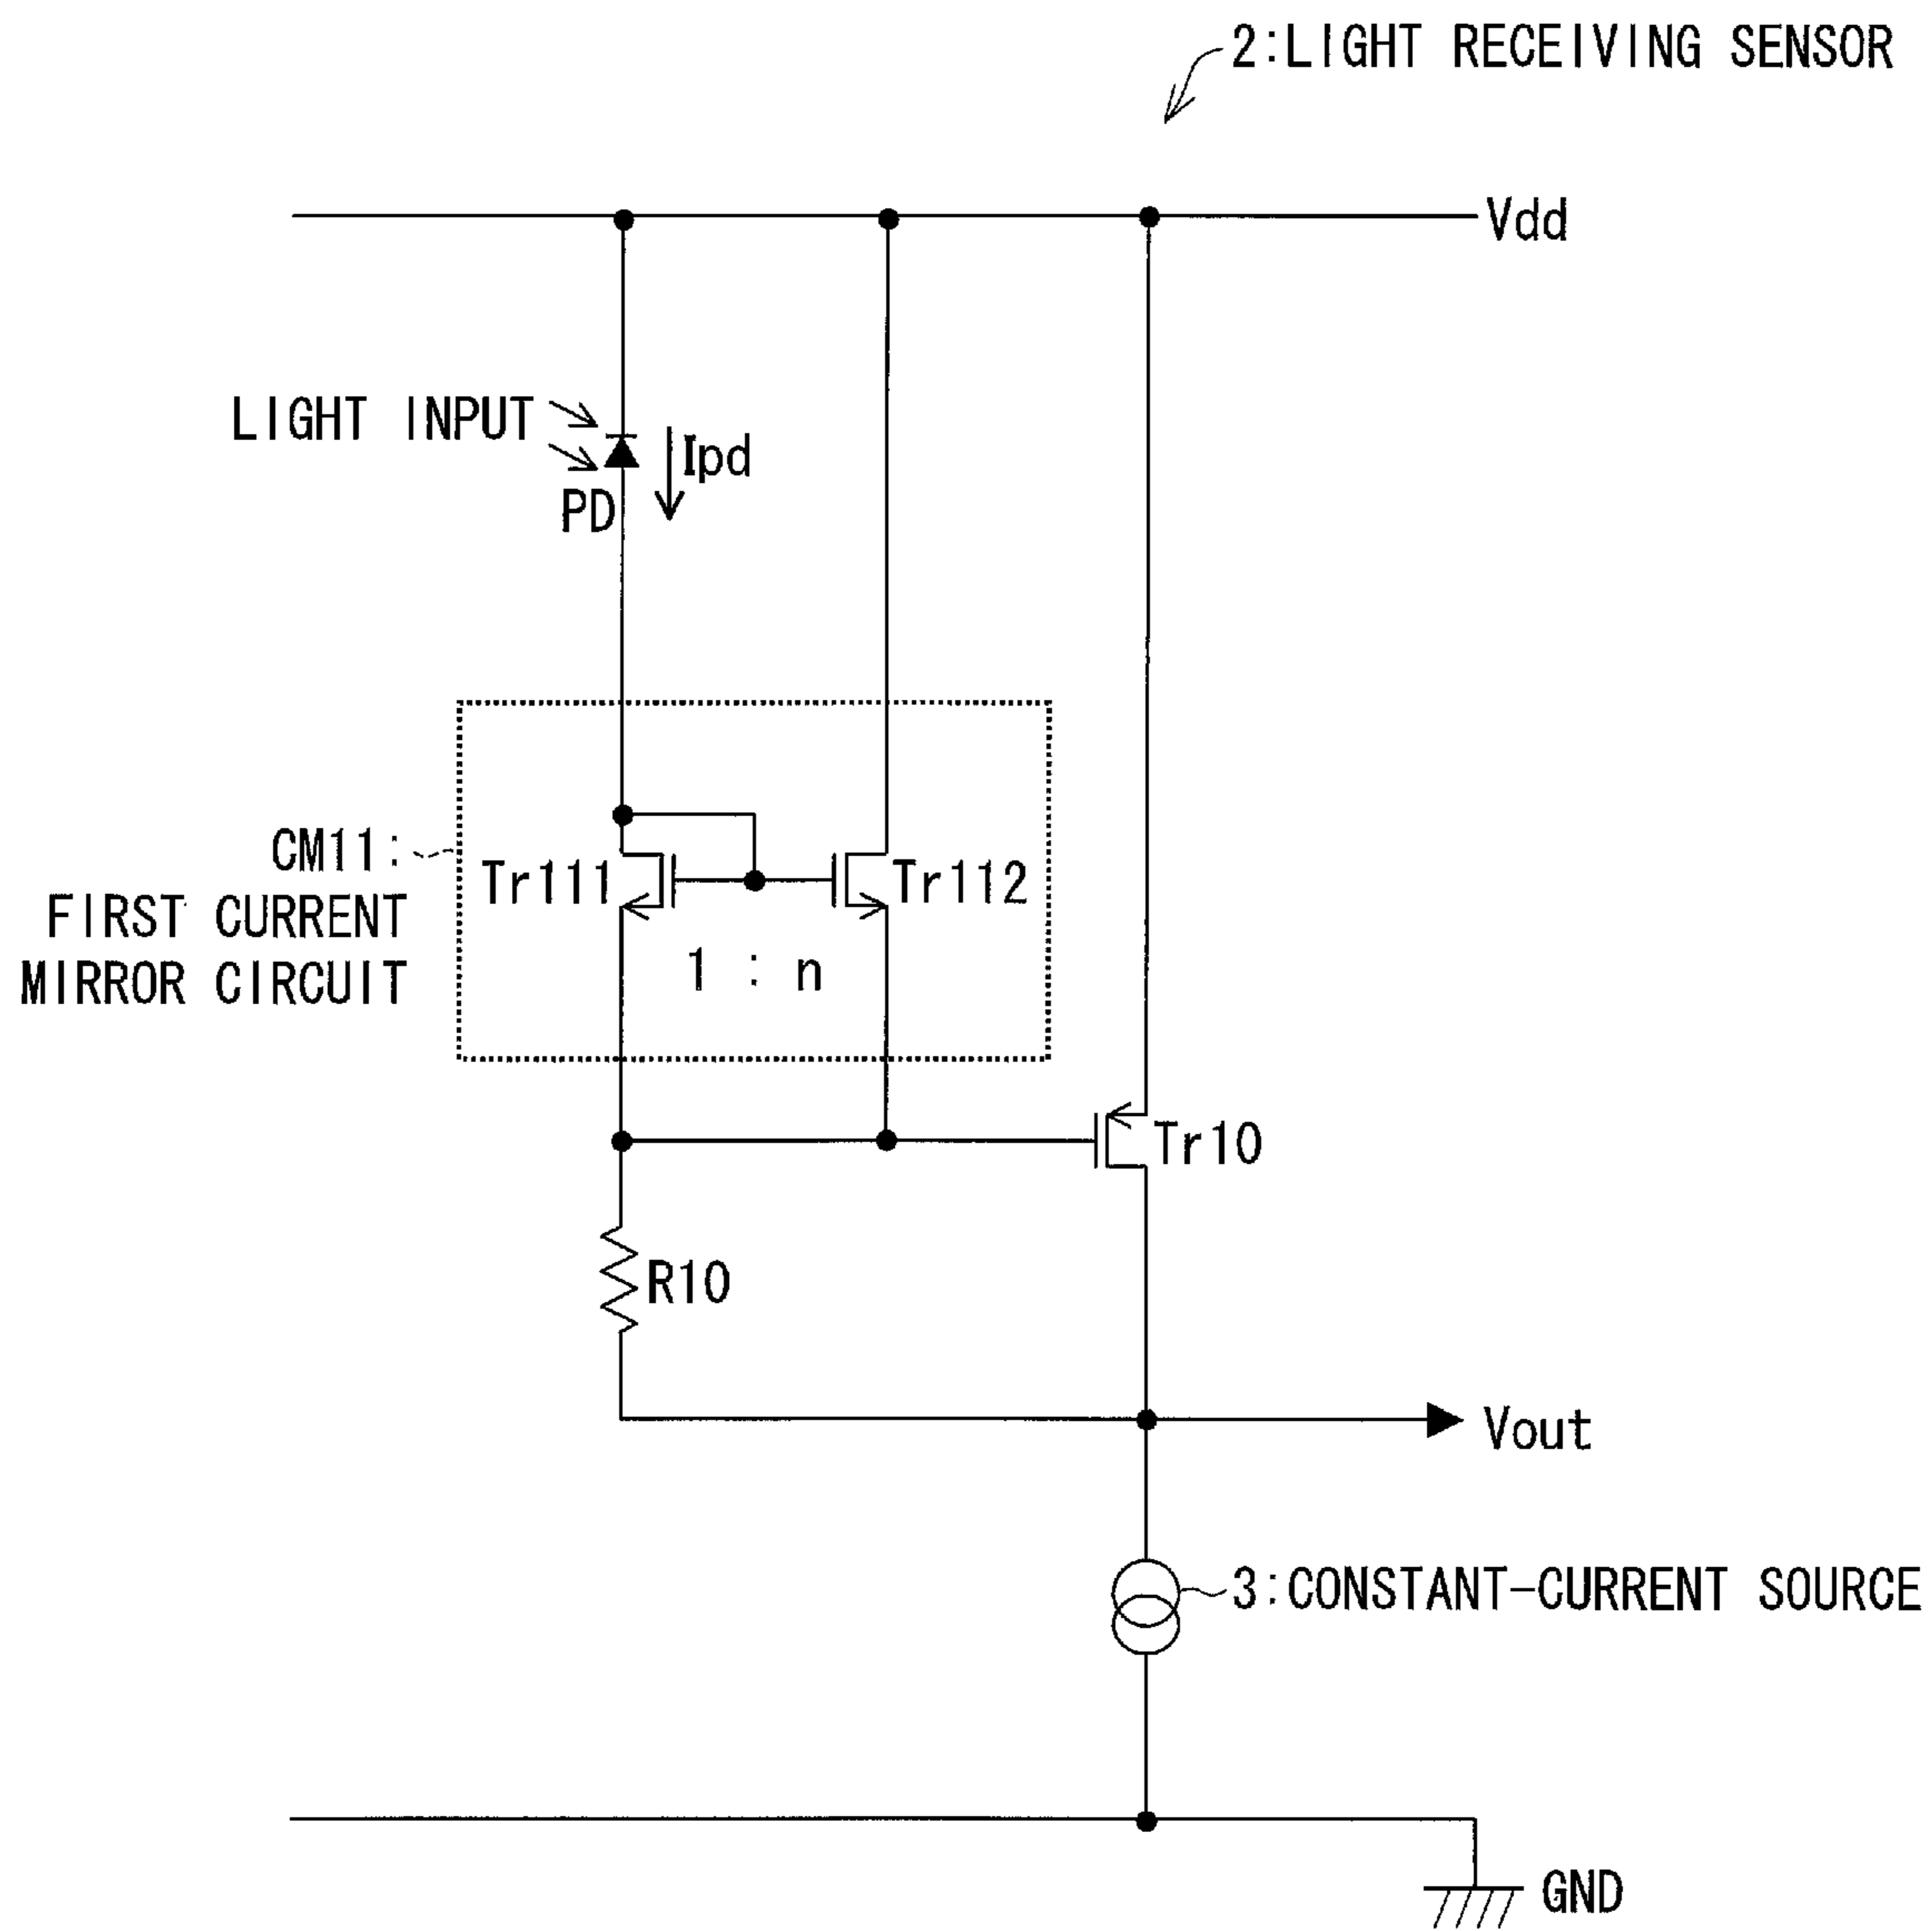 2:LIGHT RECEIVING SENSOR
Vdd
LIGHT INPUT
Ipd
PD
CM11:
FIRST CURRENT
MIRROR CIRCUIT
Tr111
Tr112
1 : n
Tr10
R10
Vout
3:CONSTANT-CURRENT SOURCE
GND